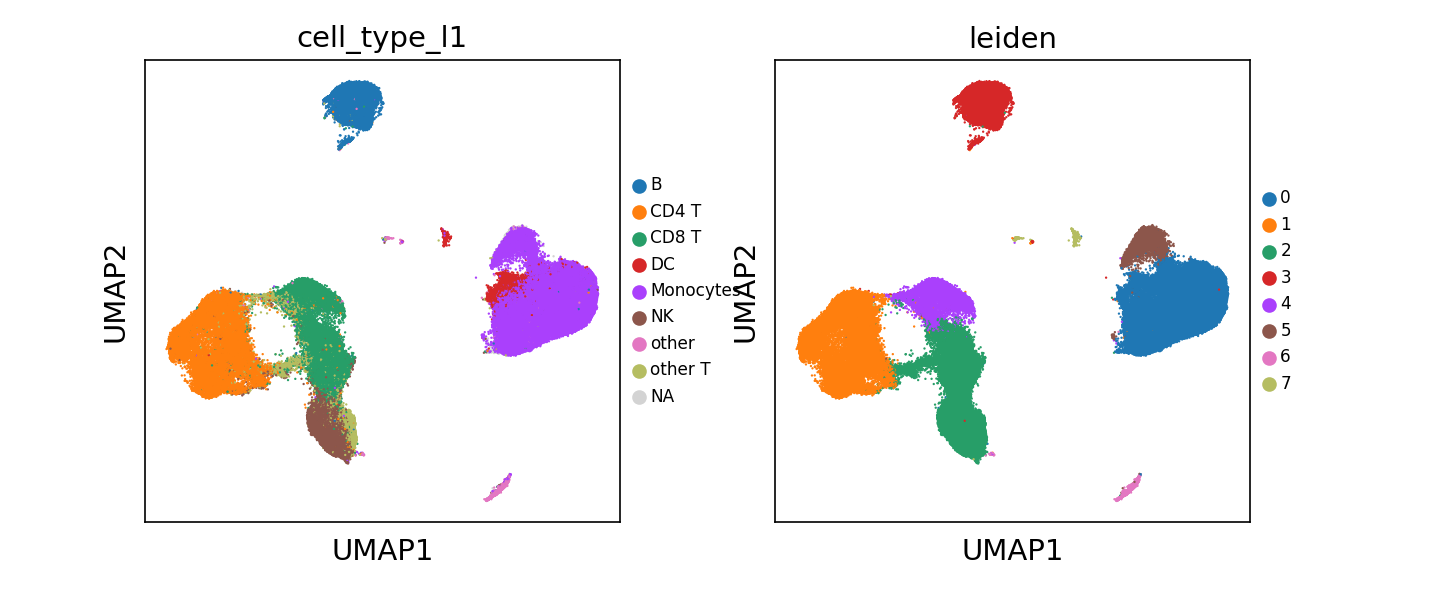 cell_type_l1
UMAP2
UMAP1
B
CD4 T
CD8 T
DC
Monocytes
NK
other
other T
NA
leiden
UMAP2
UMAP1
0
1
2
3
4
5
6
7